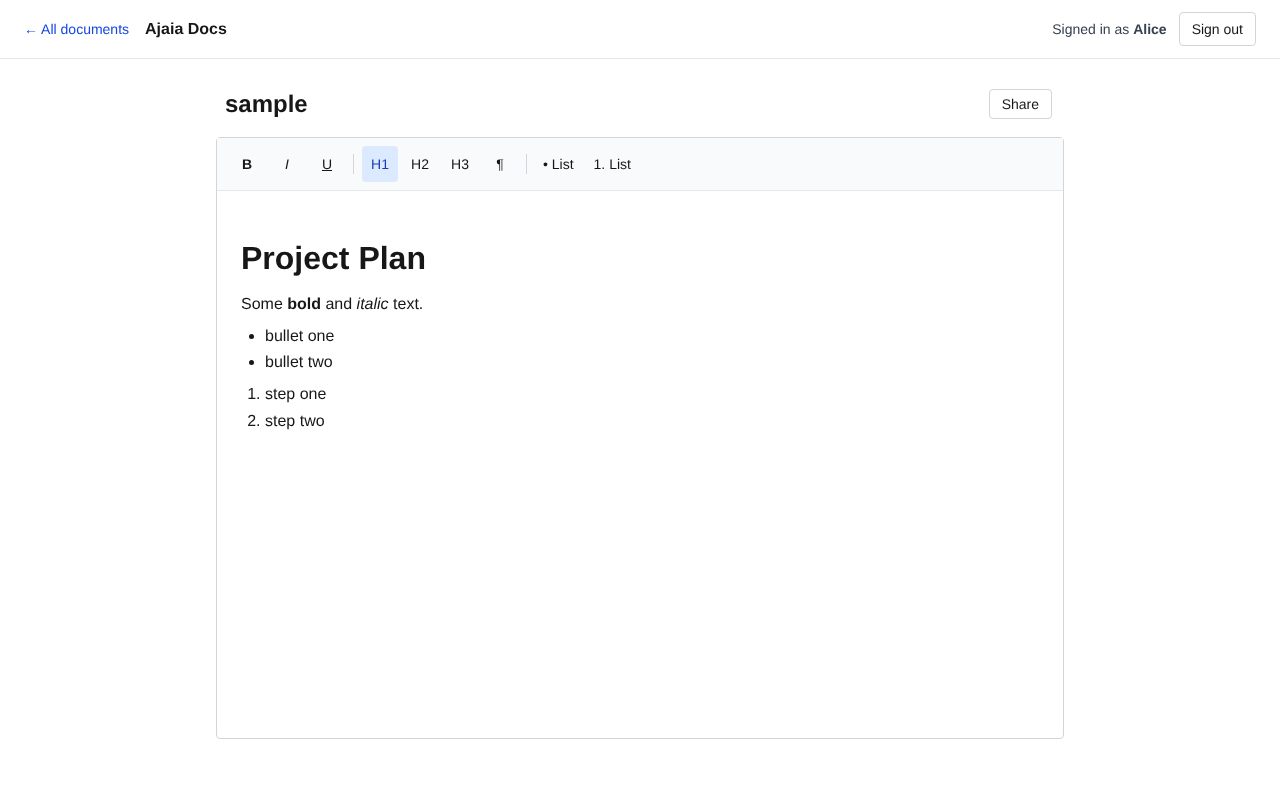 ← All documents Ajaia Docs Signed in as Alice Sign out
sample Share
B I U H1 H2 H3 ¶ • List 1. List
Project Plan
Some bold and italic text.
• bullet one
• bullet two
1. step one
2. step two